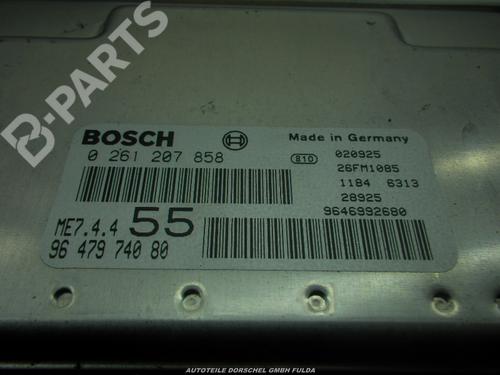 B-PARTS
BOSCH
Made in Germany
0 261 207 858
810
020925
26FM1085
1184 6313
28925
9646992680
ME7.4.4 55
96 479 740 80
AUTOTEILE DORSCHEL GMBH FULDA